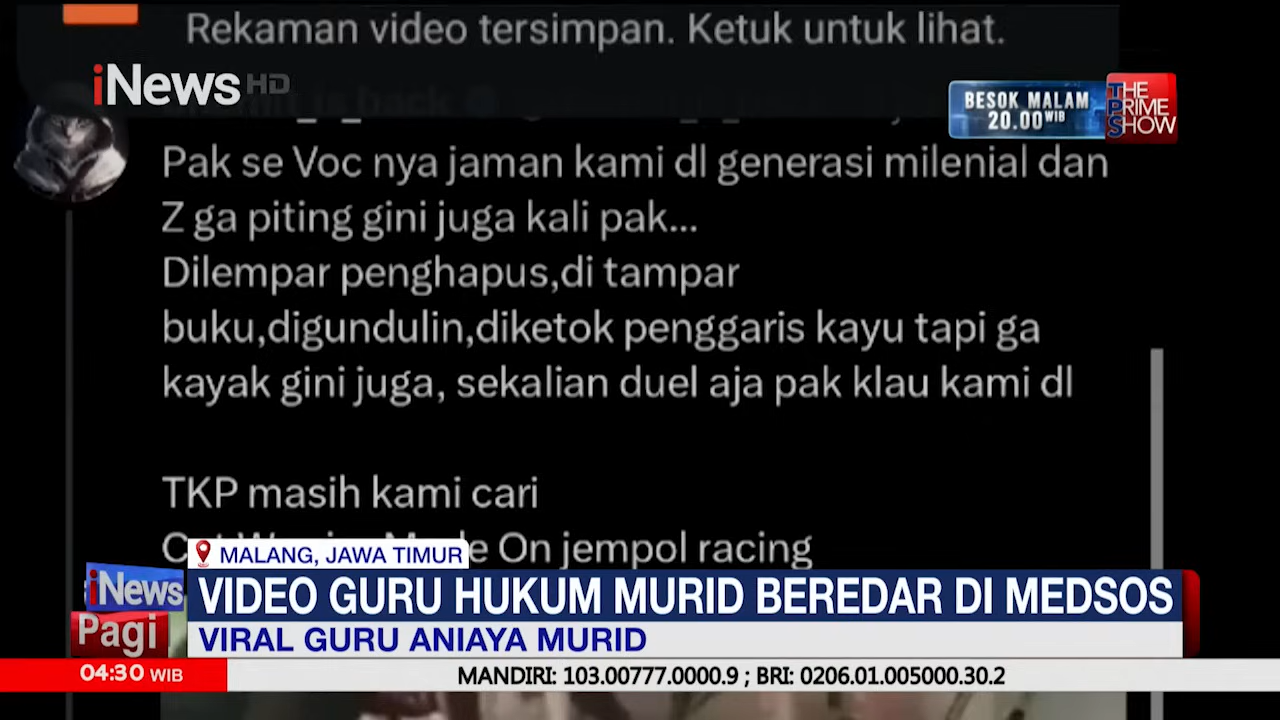 Rekaman video tersimpan. Ketuk untuk lihat.
iNews HD
BESOK MALAM
20.00 WIB
THE
PRIME
SHOW
Pak se Voc nya jaman kami dl generasi milenial dan
Z ga piting gini juga kali pak...
Dilempar penghapus,di tampar
buku,digundulin,diketok penggaris kayu tapi ga
kayak gini juga, sekalian duel aja pak klau kami dl
TKP masih kami cari
On jempol racing
MALANG, JAWA TIMUR
iNews
Pagi
VIDEO GURU HUKUM MURID BEREDAR DI MEDSOS
VIRAL GURU ANIAYA MURID
04:30 WIB
MANDIRI: 103.00777.0000.9 ; BRI: 0206.01.005000.30.2